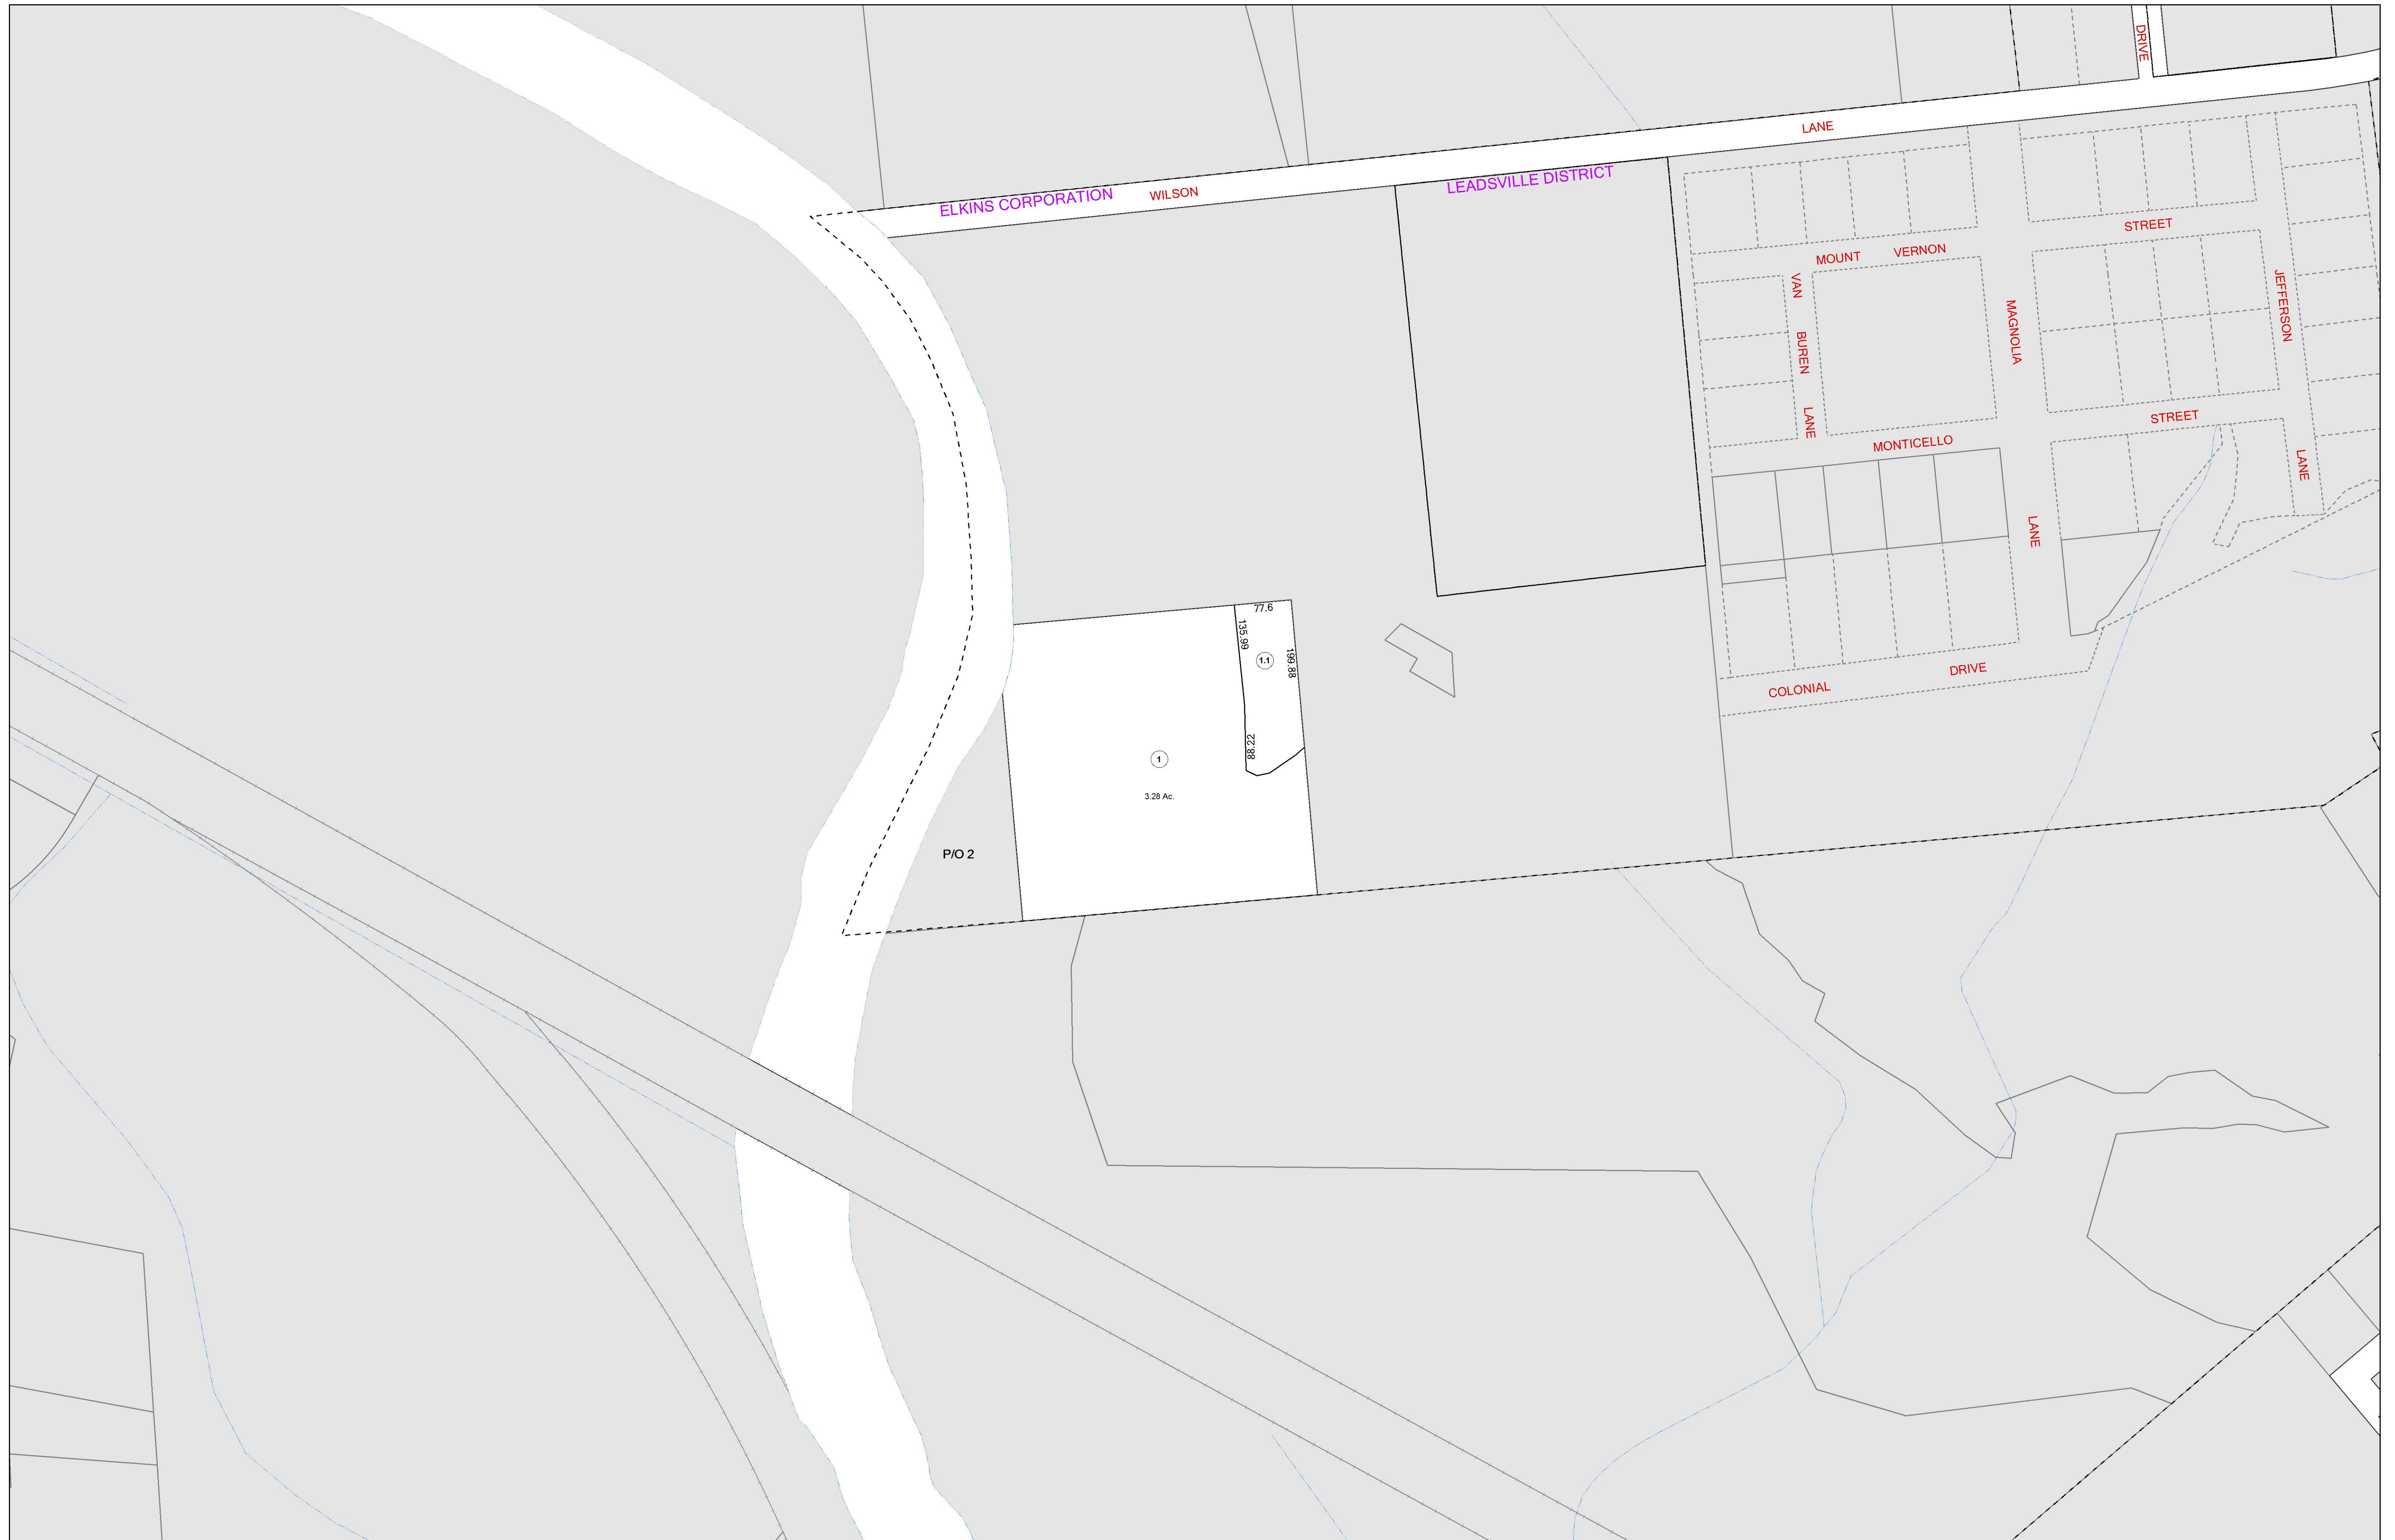 DRIVE
LANE
WILSON
ELKINS CORPORATION
LEADSVILLE DISTRICT
STREET
MOUNT VERNON
VAN BUREN LANE
MAGNOLIA LANE
JEFFERSON LANE
STREET
MONTICELLO
COLONIAL DRIVE
77.6
135.99
1.1
199.88
88.22
1
3.28 Ac.
P/O 2